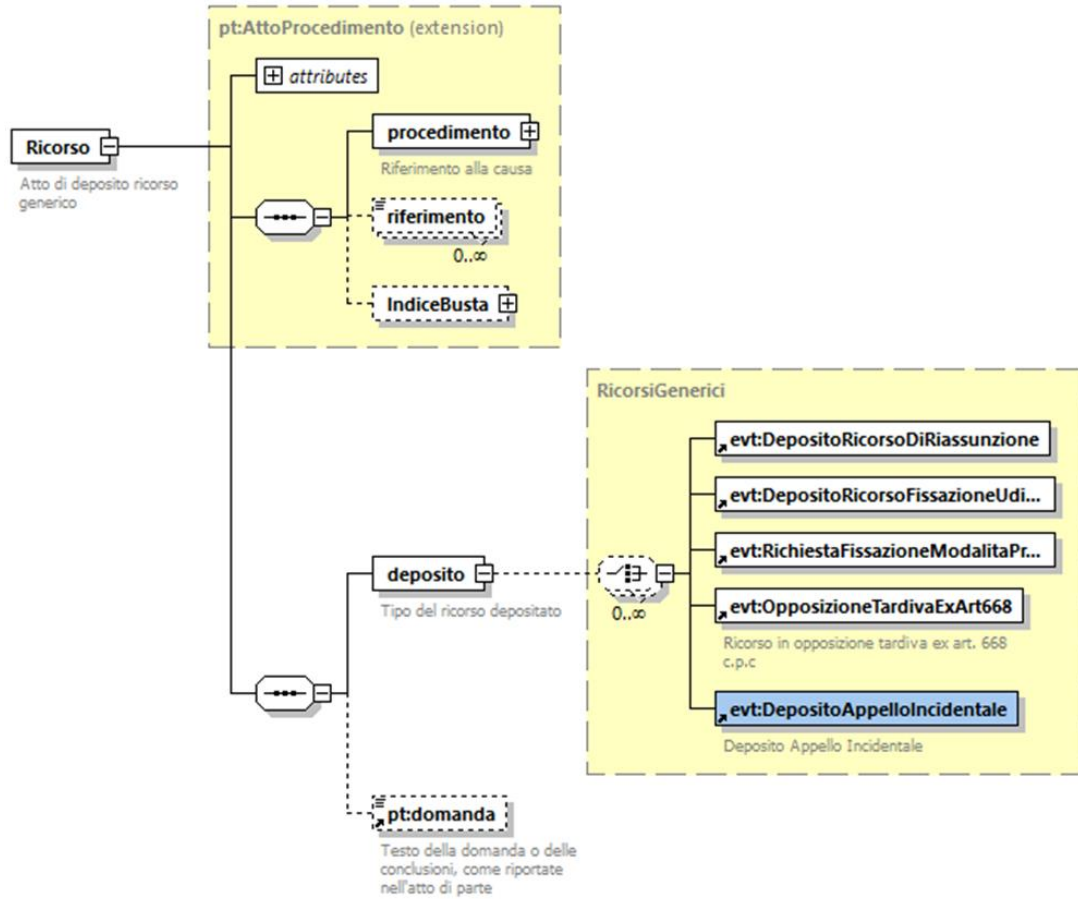 pt:AttoProcedimento (extension)
attributes
Ricorso
Atto di deposito ricorso
generico
procedimento
Riferimento alla causa
riferimento
0..∞
IndiceBusta
RicorsiGenerici
evt:DepositoRicorsoDiRiassunzione
evt:DepositoRicorsoFissazioneUdi...
evt:RichiestaFissazioneModalitaPr...
deposito
Tipo del ricorso depositato
0..∞
evt:OpposizioneTardivaExArt668
Ricorso in opposizione tardiva ex art. 668
c.p.c
evt:DepositoAppelloIncidentale
Deposito Appello Incidentale
pt:domanda
Testo della domanda o delle
conclusioni, come riportate
nell'atto di parte